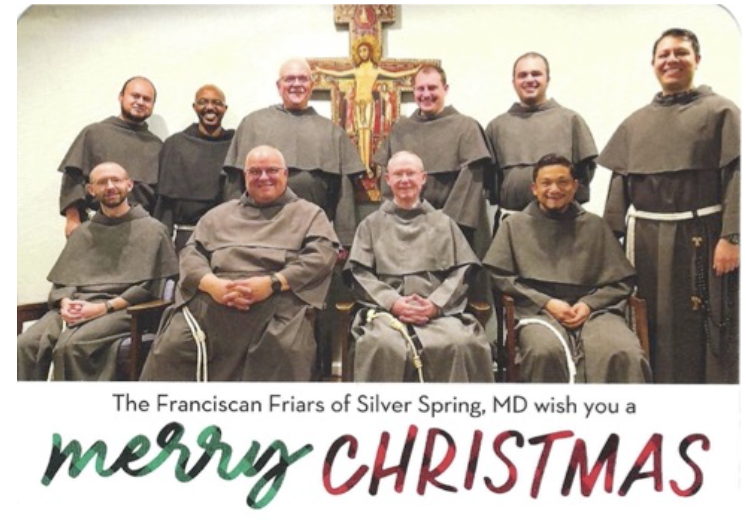 The Franciscan Friars of Silver Spring, MD wish you a
merry CHRISTMAS